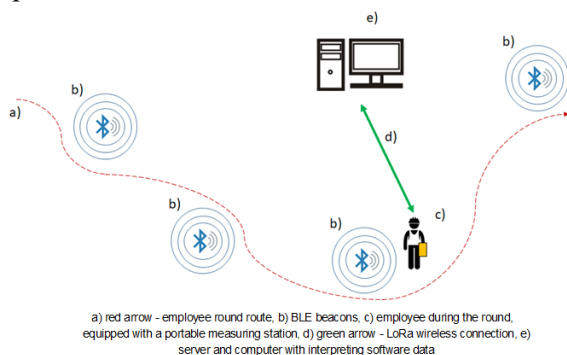 e)
b)
a)
b)
d)
b)
b)
c)
a) red arrow - employee round route, b) BLE beacons, c) employee during the round,
equipped with a portable measuring station, d) green arrow - LoRa wireless connection, e)
server and computer with interpreting software data